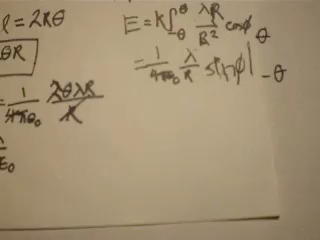 l = 2Rθ
θR
= 1/4πε₀ 2θλR/R
λ
ε₀
E = K∫_{-θ}^{θ} λR/R² cosϕ
= 1/4πε₀ λ/R sinϕ|_{-θ}^{θ}